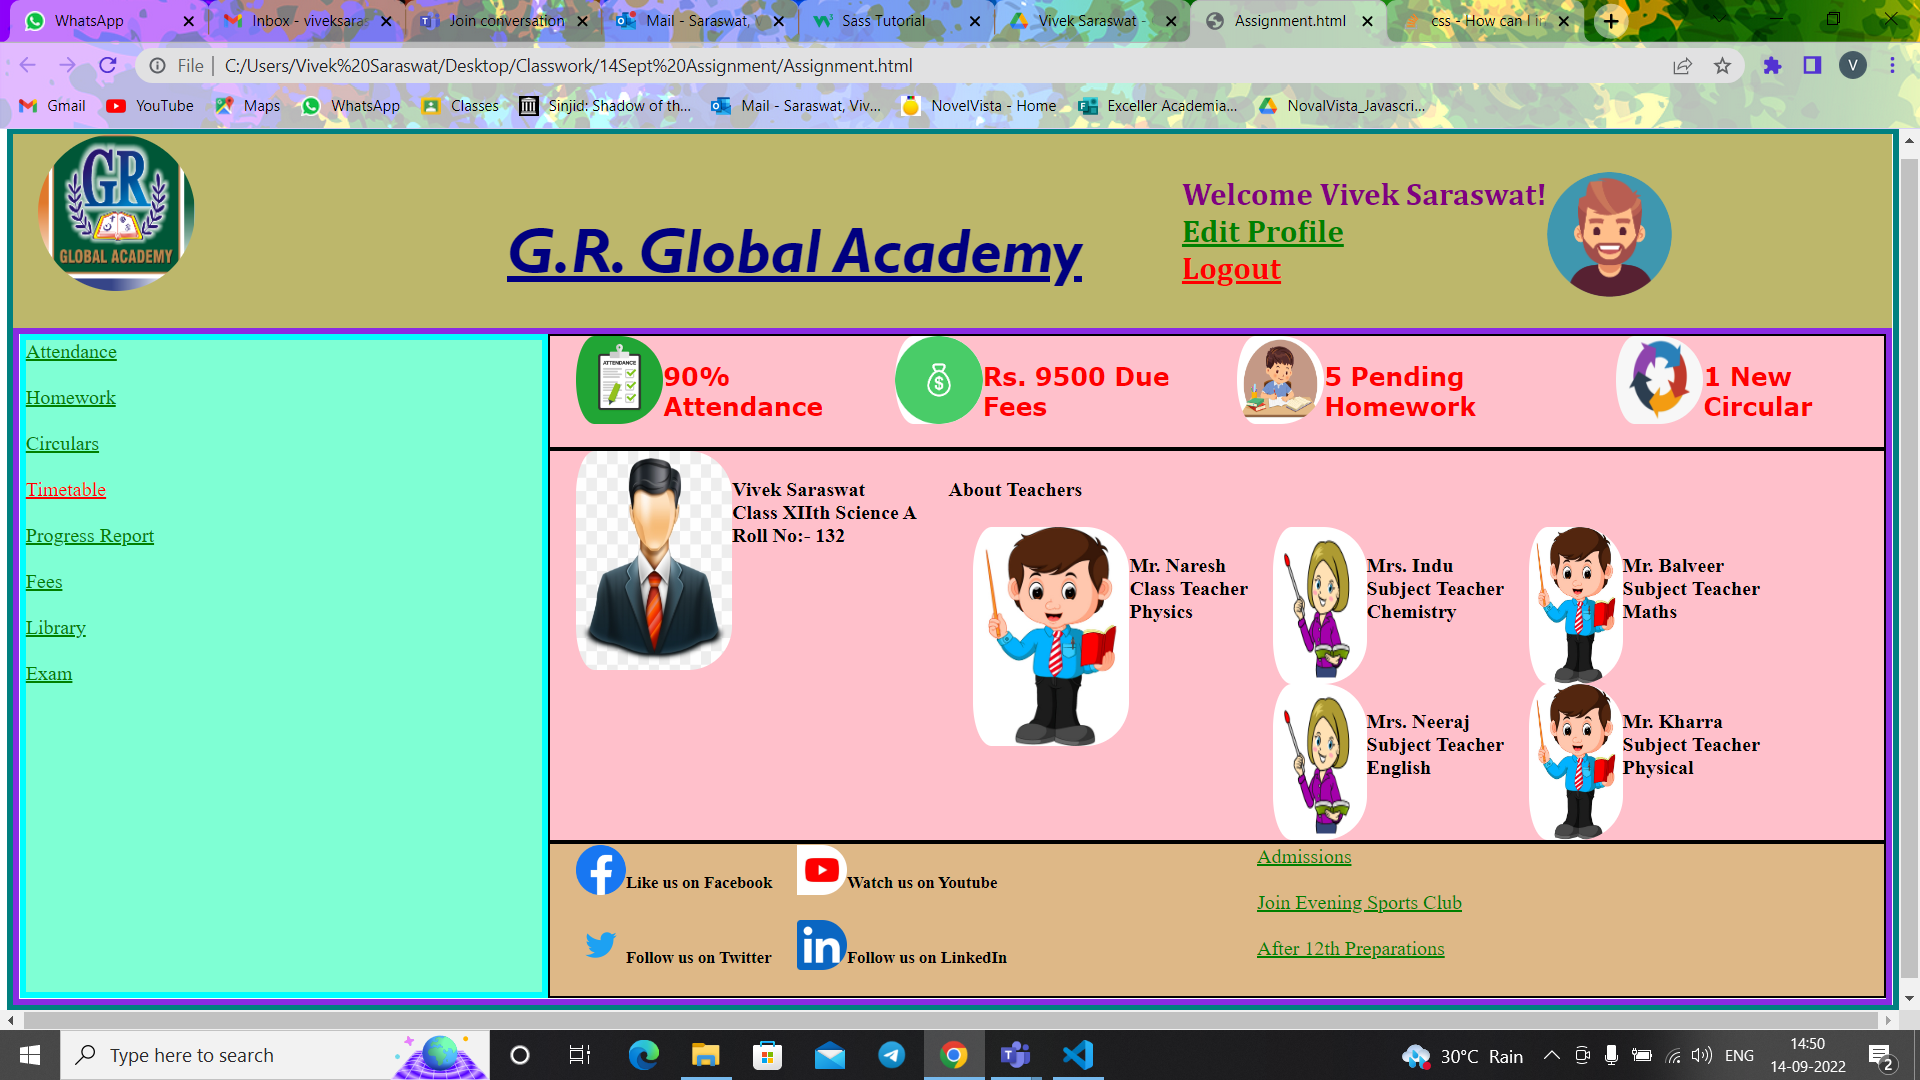 WhatsApp
Inbox - viveksaras
Join conversation
Mail - Saraswat, V
Sass Tutorial
Vivek Saraswat -
Assignment.html
css - How can I in
File
C:/Users/Vivek%20Saraswat/Desktop/Classwork/14Sept%20Assignment/Assignment.html
V
Gmail
YouTube
Maps
WhatsApp
Classes
Sinjid: Shadow of th...
Mail - Saraswat, Viv...
NovelVista - Home
Exceller Academia...
NovalVista_Javascri...
GR
GLOBAL ACADEMY
G.R. Global Academy
Welcome Vivek Saraswat!
Edit Profile
Logout
Attendance
Homework
Circulars
Timetable
Progress Report
Fees
Library
Exam
ATTENDANCE
90%
Attendance
$
Rs. 9500 Due
Fees
5 Pending
Homework
1 New
Circular
Vivek Saraswat
Class XIIth Science A
Roll No:- 132
About Teachers
Mr. Naresh
Class Teacher
Physics
Mrs. Indu
Subject Teacher
Chemistry
Mr. Balveer
Subject Teacher
Maths
Mrs. Neeraj
Subject Teacher
English
Mr. Kharra
Subject Teacher
Physical
Like us on Facebook
Watch us on Youtube
Follow us on Twitter
in
Follow us on LinkedIn
Admissions
Join Evening Sports Club
After 12th Preparations
Type here to search
30°C Rain
ENG
14:50
14-09-2022
2